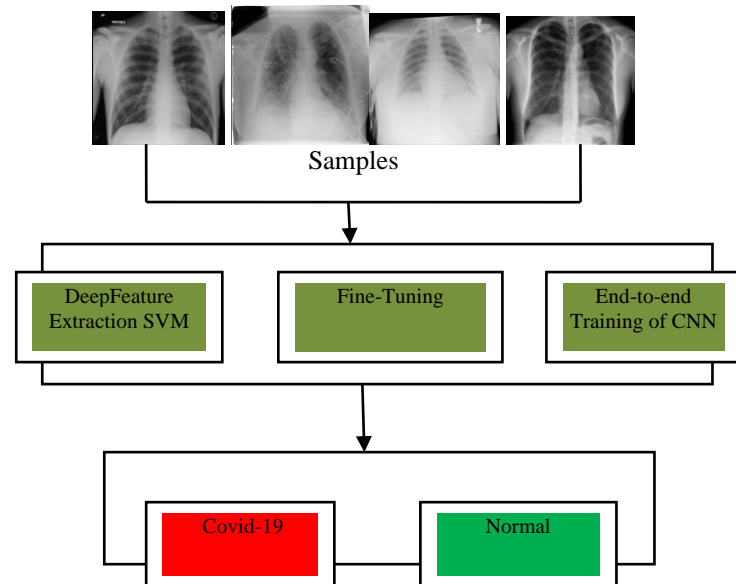 Samples
DeepFeature
Extraction SVM
Fine-Tuning
End-to-end
Training of CNN
Covid-19
Normal